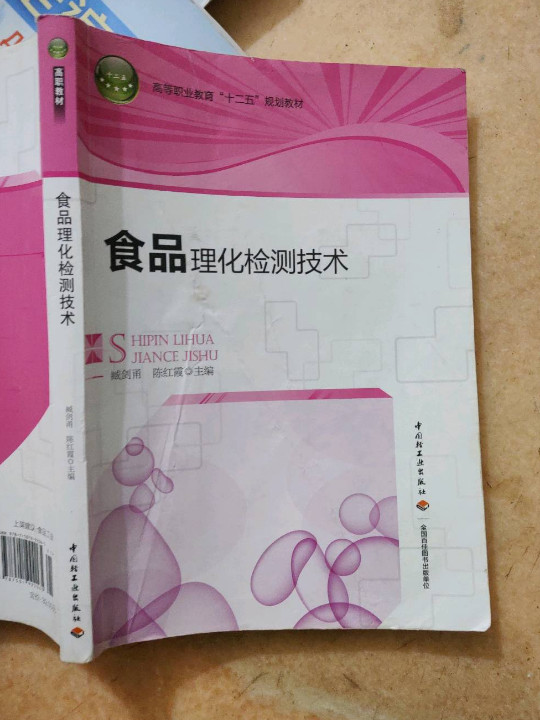 十二五
高等职业教育“十二五”规划教材
食品理化检测技术
SHIPIN LIHUA
JIANCE JISHU
臧剑甬 陈红霞◎主编
中国轻工业出版社
全国百佳图书出版单位
高职教材
食品理化检测技术
臧剑甬 陈红霞◎主编
中国轻工业出版社